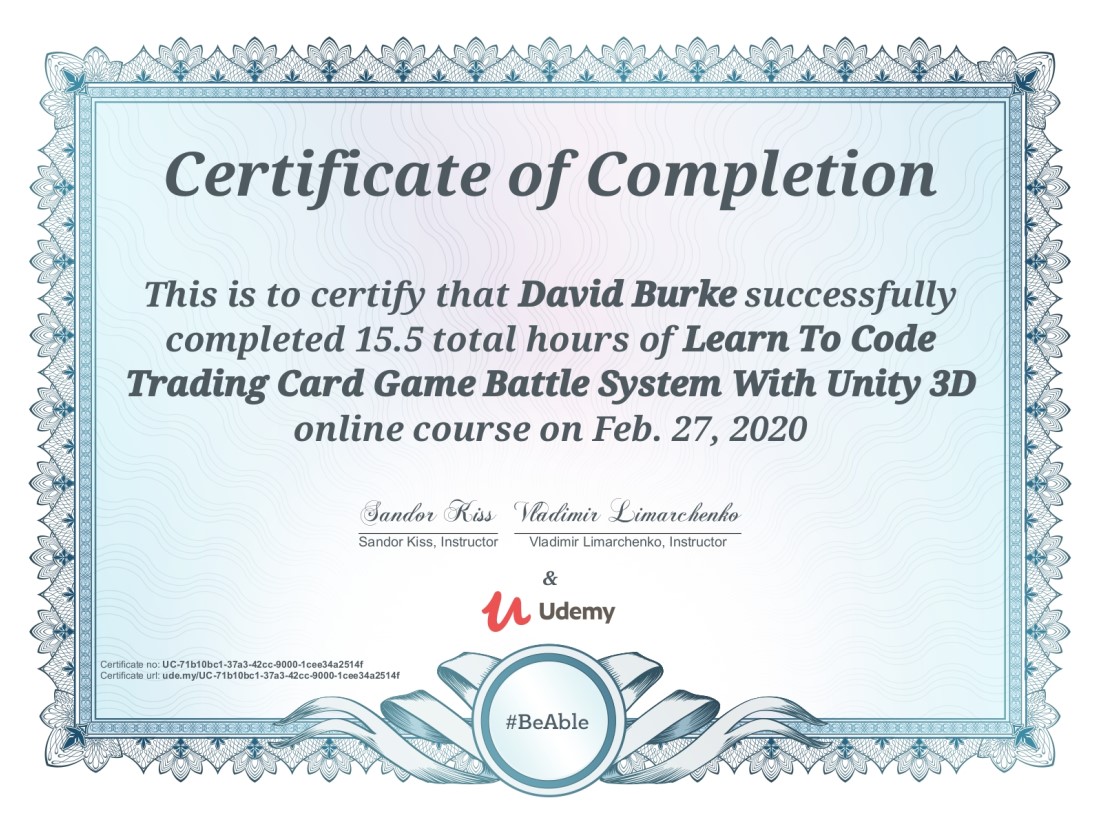 Certificate of Completion
This is to certify that David Burke successfully
completed 15.5 total hours of Learn To Code
Trading Card Game Battle System With Unity 3D
online course on Feb. 27, 2020
Sandor Kiss Vladimir Limarchenko
Sandor Kiss, Instructor Vladimir Limarchenko, Instructor
&
Udemy
Certificate no: UC-71b10bc1-37a3-42cc-9000-1cee34a2514f
Certificate url: ude.my/UC-71b10bc1-37a3-42cc-9000-1cee34a2514f
#BeAble